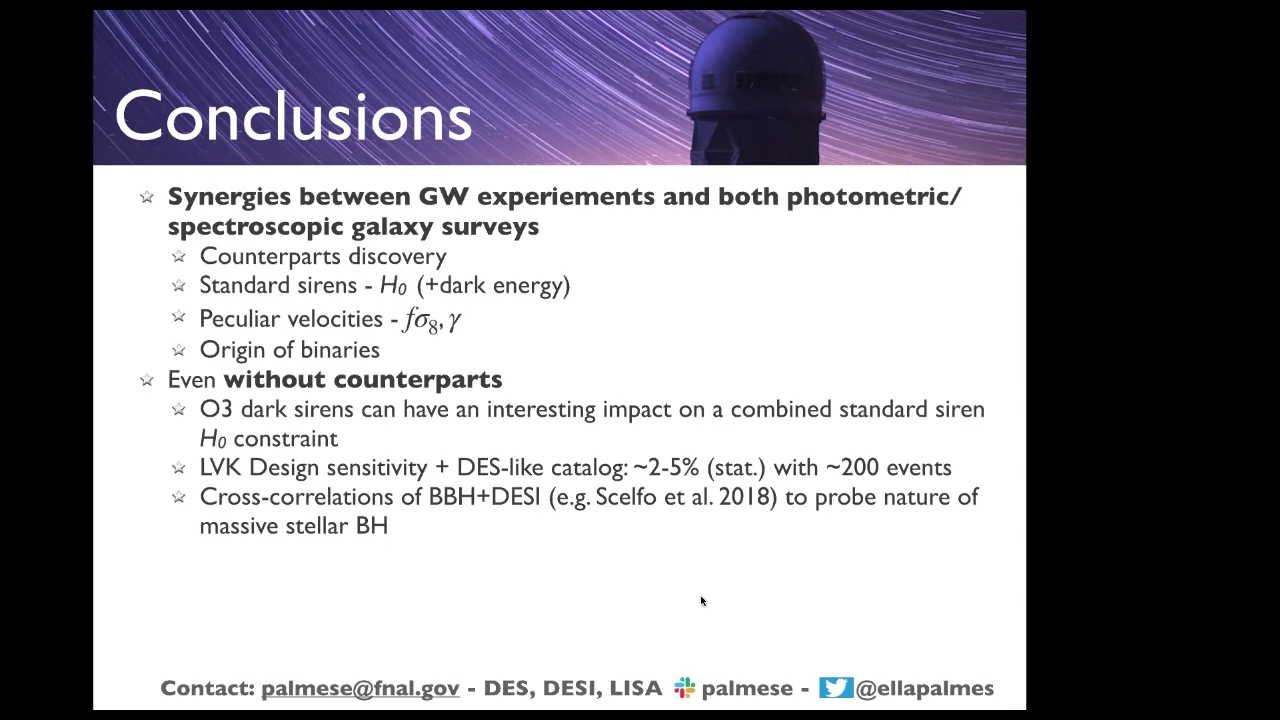 Conclusions
Synergies between GW experiements and both photometric/
spectroscopic galaxy surveys
Counterparts discovery
Standard sirens - H₀ (+dark energy)
Peculiar velocities - fσ₈, γ
Origin of binaries
Even without counterparts
O3 dark sirens can have an interesting impact on a combined standard siren
H₀ constraint
LVK Design sensitivity + DES-like catalog: ~2-5% (stat.) with ~200 events
Cross-correlations of BBH+DESI (e.g. Scelfo et al. 2018) to probe nature of
massive stellar BH
Contact: palmese@fnal.gov - DES, DESI, LISA palmese - @ellapalmes